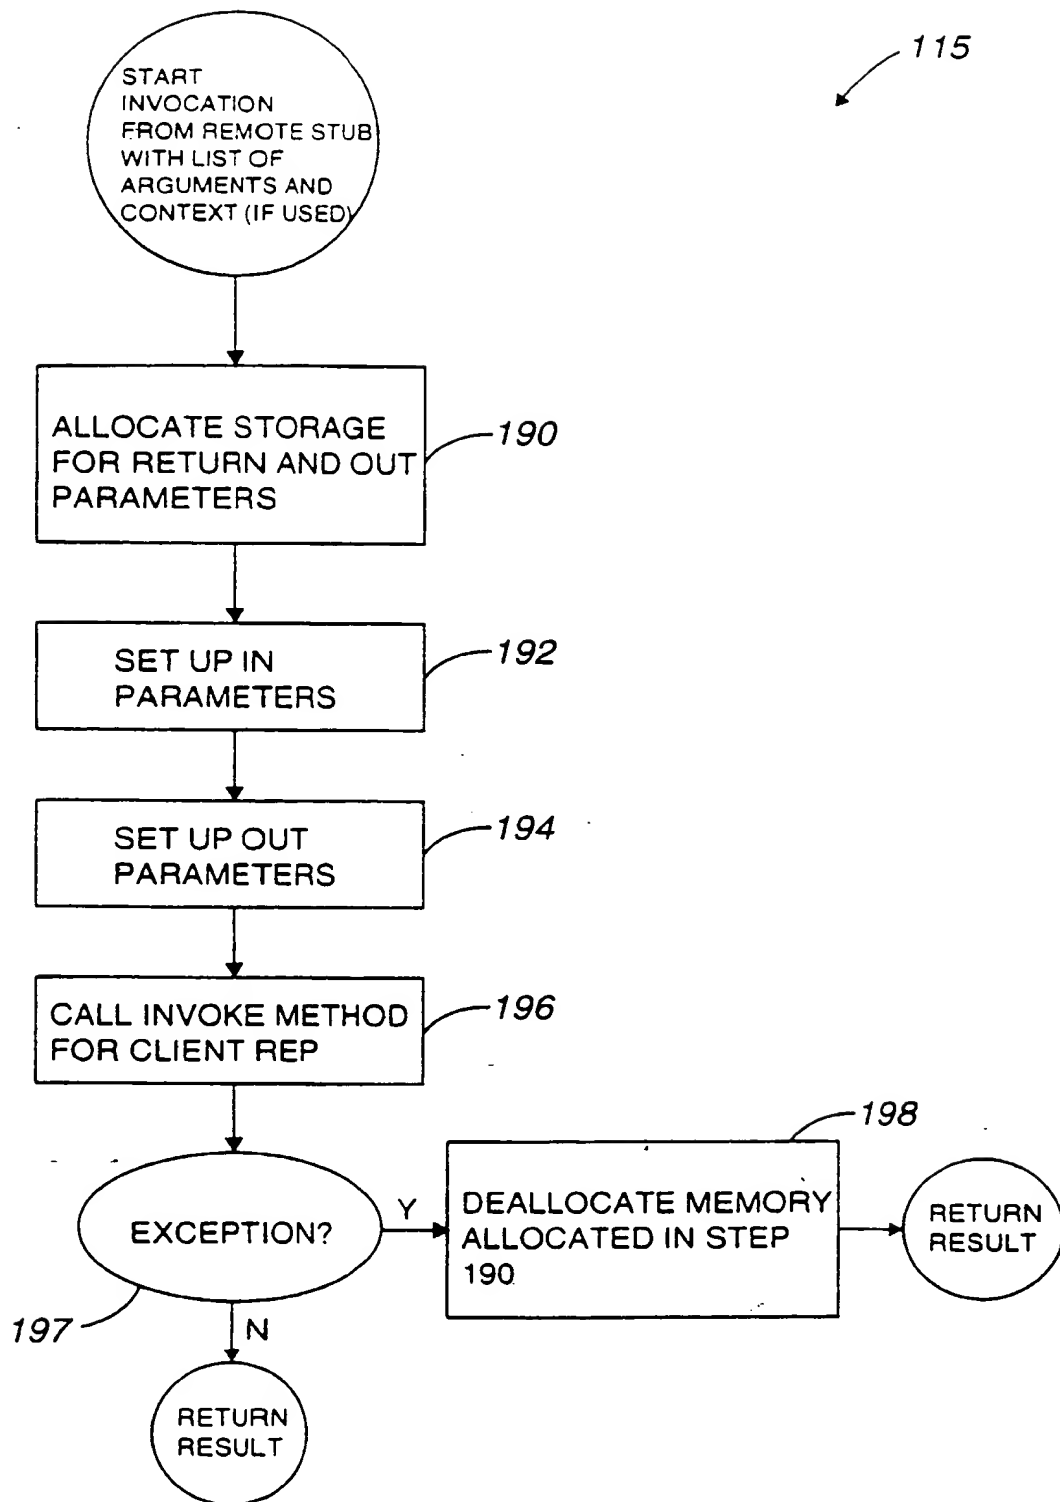 115
START
INVOCATION
FROM REMOTE STUB
WITH LIST OF
ARGUMENTS AND
CONTEXT (IF USED)
ALLOCATE STORAGE
FOR RETURN AND OUT
PARAMETERS
190
SET UP IN
PARAMETERS
192
SET UP OUT
PARAMETERS
194
CALL INVOKE METHOD
FOR CLIENT REP
196
EXCEPTION?
197
Y
DEALLOCATE MEMORY
ALLOCATED IN STEP
190
198
RETURN
RESULT
N
RETURN
RESULT